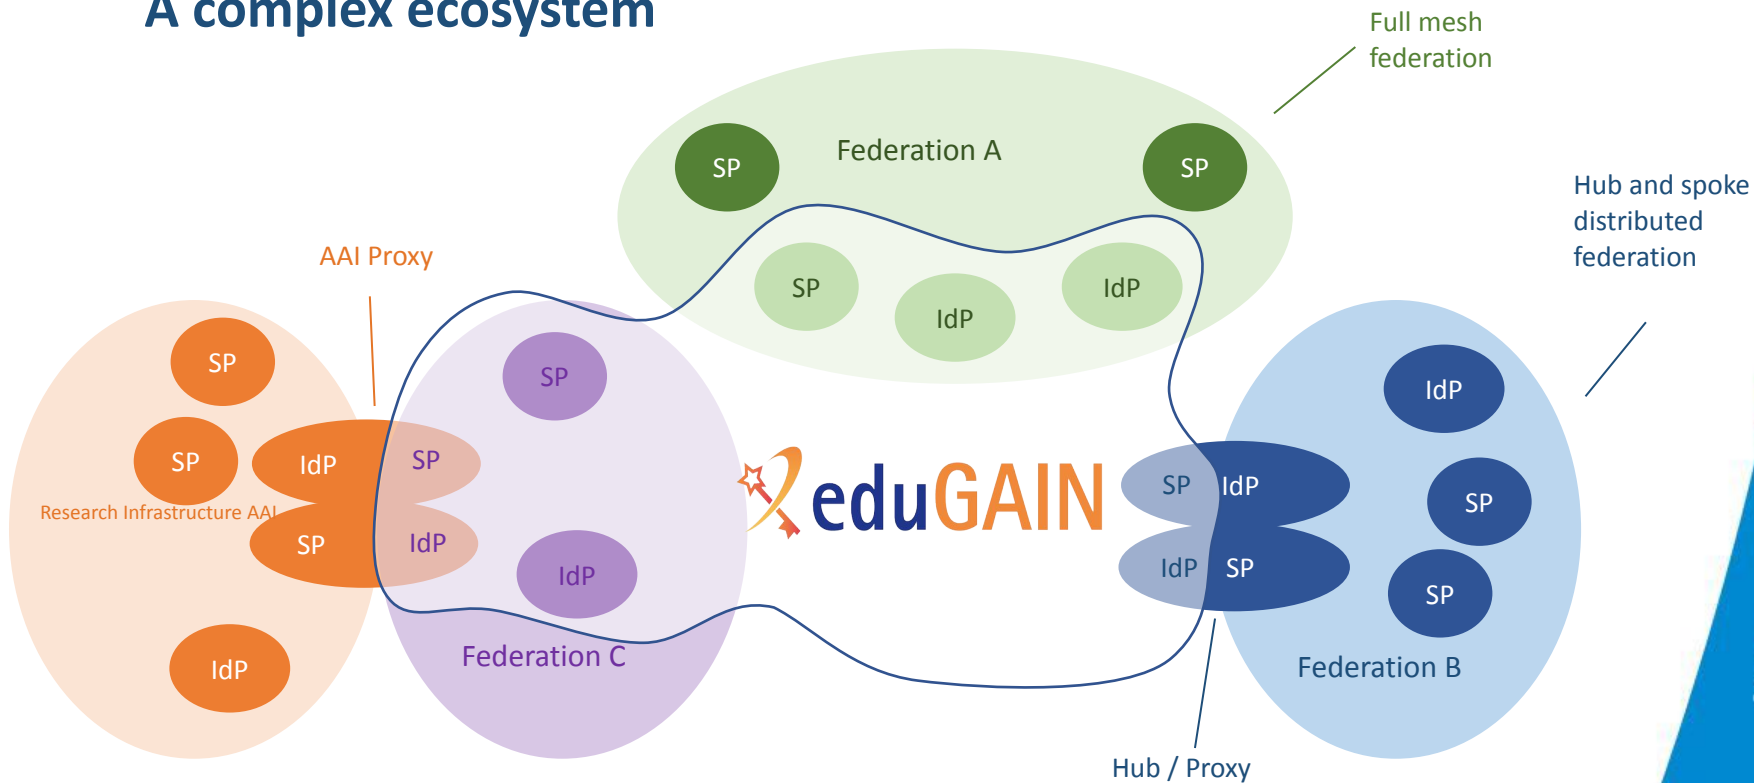 A complex ecosystem
Full mesh
federation
Federation A
SP
SP
Hub and spoke
distributed
federation
AAI Proxy
SP
IdP
IdP
SP
SP
IdP
SP
IdP
SP
SP
IdP
Research Infrastructure AAI
SP
IdP
IdP
eduGAIN
SP
IdP
IdP
SP
SP
SP
IdP
Federation C
Federation B
Hub / Proxy